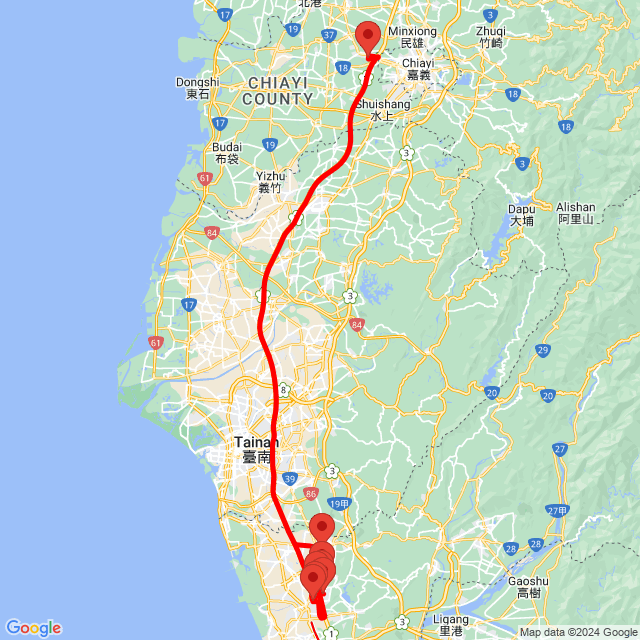 北港
Minxiong
民雄
Zhuqi
竹崎
37
1
3
18
Chiayi
嘉義
Dongshi
東石
CHIAYI
COUNTY
1
Shuishang
水上
18
17
Budai
布袋
19
3
3
18
Yizhu
義竹
61
1
Dapu
大埔
Alishan
阿里山
84
17
3
84
61
29
20
20
8
Tainan
臺南
27
39
3
86
19甲
27甲
28
28
Gaoshu
高樹
Ligang
里港
3
1
Google
Map data ©2024 Google